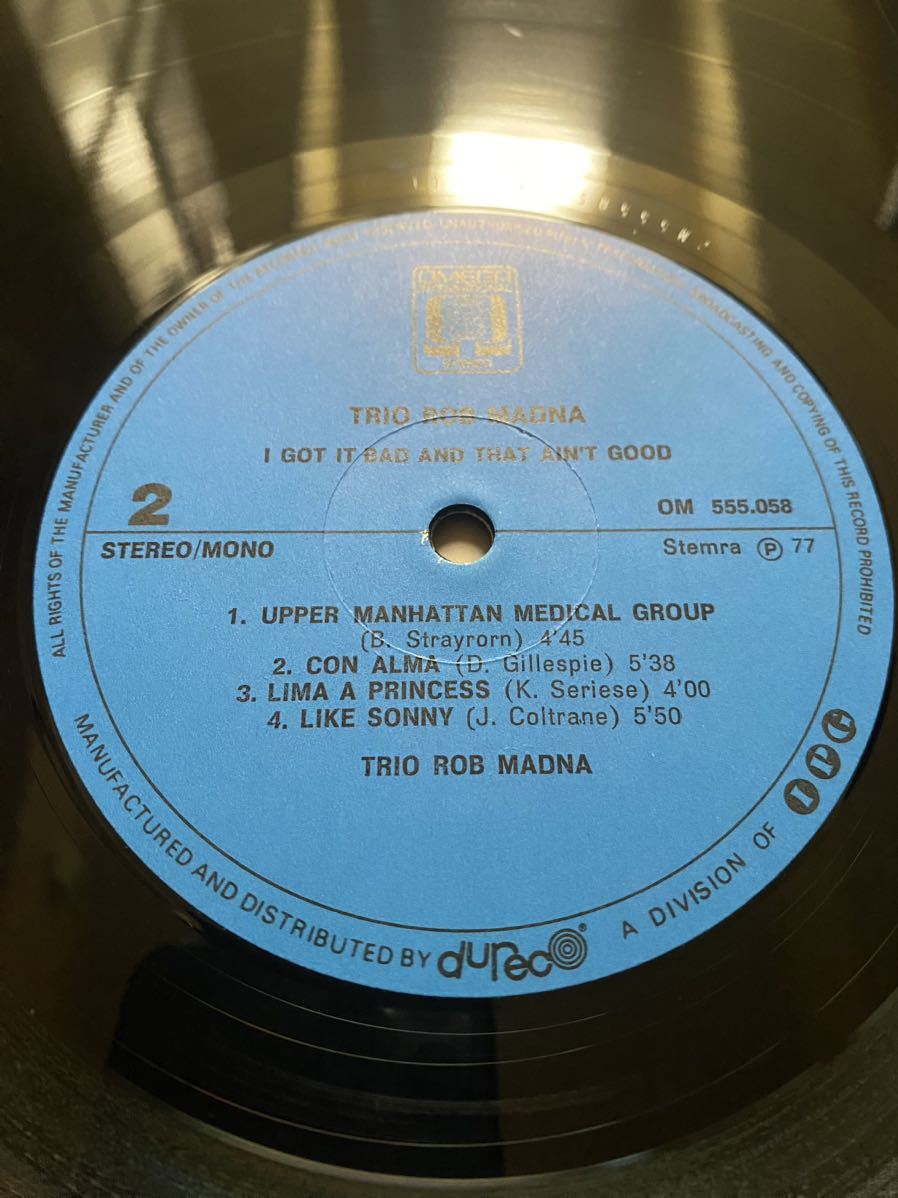 OMEGA
TRIO ROB MADNA
I GOT IT BAD AND THAT AIN'T GOOD
2
OM 555.058
STEREO/MONO
Stemra Ⓟ 77
1. UPPER MANHATTAN MEDICAL GROUP
(B. Strayrorn) 4'45
2. CON ALMA (D. Gillespie) 5'38
3. LIMA A PRINCESS (K. Seriese) 4'00
4. LIKE SONNY (J. Coltrane) 5'50
TRIO ROB MADNA
ALL RIGHTS OF THE MANUFACTURER AND OF THE OWNER OF THE RECORDED WORK RESERVED. UNAUTHORIZED PUBLIC PERFORMANCE, BROADCASTING AND COPYING OF THIS RECORD PROHIBITED
MANUFACTURED AND DISTRIBUTED BY dureco® A DIVISION OF